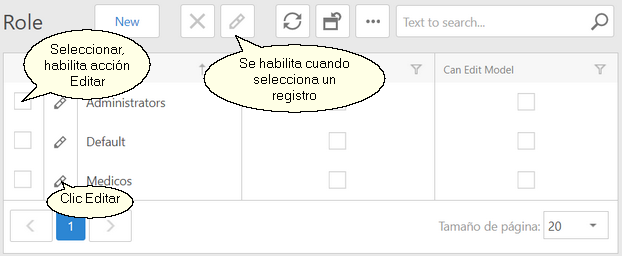 Role
New
Text to search...
Seleccionar,
habilita acción
Editar
Se habilita cuando
selecciona un
registro
Can Edit Model
Administrators
Default
Medicos
Clic Editar
1
Tamaño de página: 20